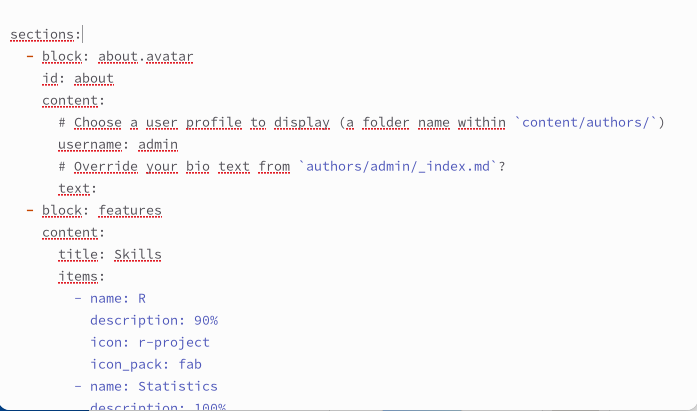 sections:
- block: about.avatar
id: about
content:
# Choose a user profile to display (a folder name within `content/authors/`)
username: admin
# Override your bio text from `authors/admin/_index.md`?
text:
- block: features
content:
title: Skills
items:
- name: R
description: 90%
icon: r-project
icon_pack: fab
- name: Statistics
description: 100%